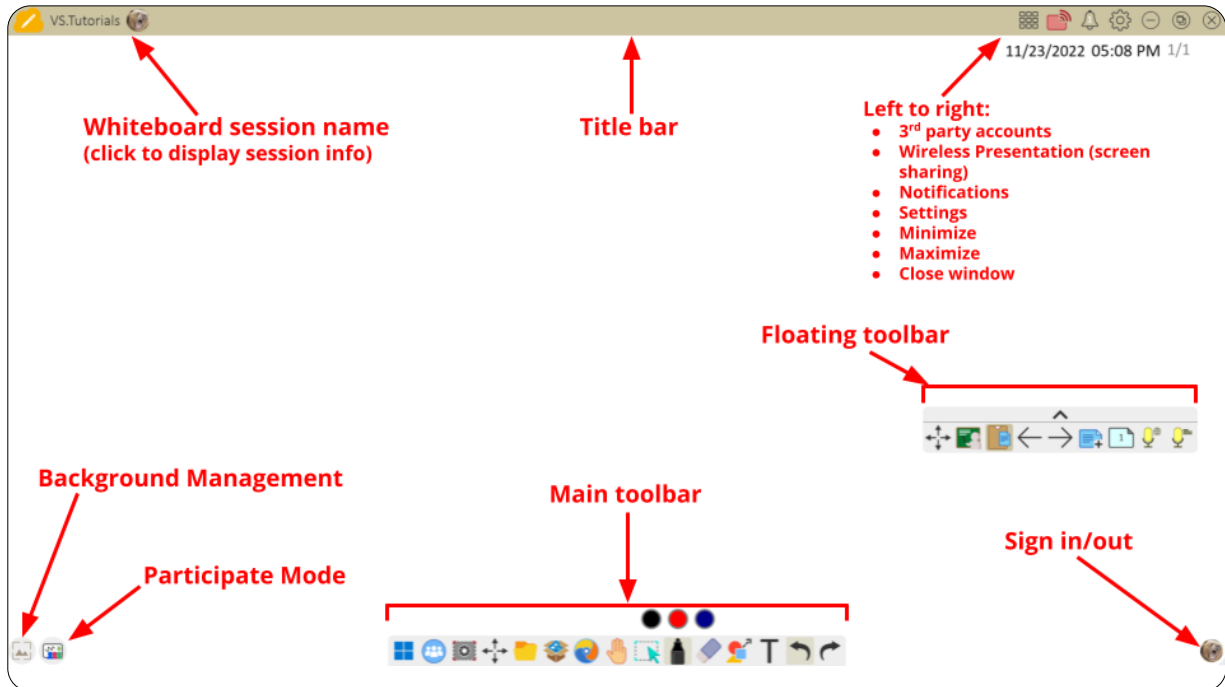 VS.Tutorials
11/23/2022 05:08 PM 1/1
Whiteboard session name
(click to display session info)
Title bar
Left to right:
● 3rd party accounts
● Wireless Presentation (screen
sharing)
● Notifications
● Settings
● Minimize
● Maximize
● Close window
Floating toolbar
1
Background Management
Main toolbar
Participate Mode
Sign in/out
T